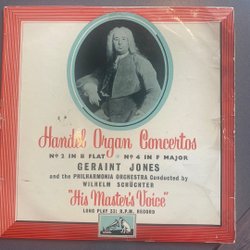 Handel Organ Concertos
Nº 2 IN B FLAT Nº 4 IN F MAJOR
GERAINT JONES
and the PHILHARMONIA ORCHESTRA Conducted by
WILHELM SCHÜCHTER
"His Master's Voice"
LONG PLAY 33⅓ R.P.M. RECORD